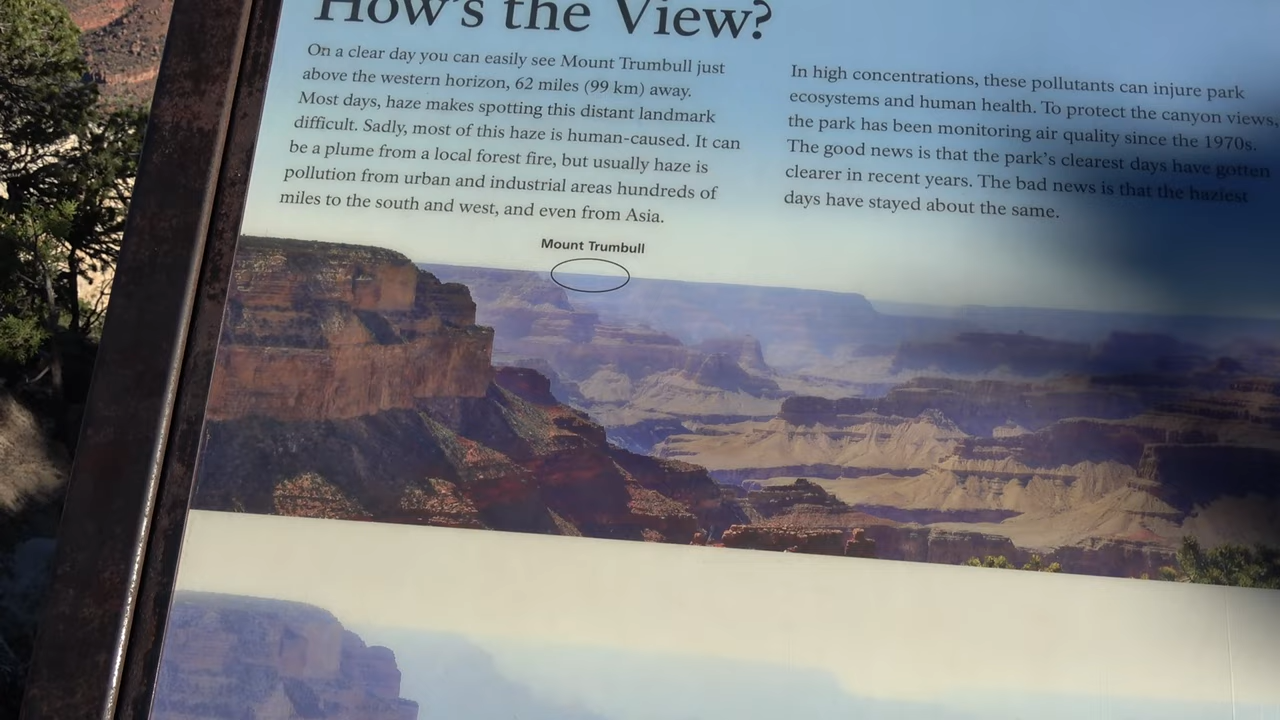 How's the View?
On a clear day you can easily see Mount Trumbull just
above the western horizon, 62 miles (99 km) away.
Most days, haze makes spotting this distant landmark
difficult. Sadly, most of this haze is human-caused. It can
be a plume from a local forest fire, but usually haze is
pollution from urban and industrial areas hundreds of
miles to the south and west, and even from Asia.
In high concentrations, these pollutants can injure park
ecosystems and human health. To protect the canyon views,
the park has been monitoring air quality since the 1970s.
The good news is that the park's clearest days have gotten
clearer in recent years. The bad news is that the haziest
days have stayed about the same.
Mount Trumbull